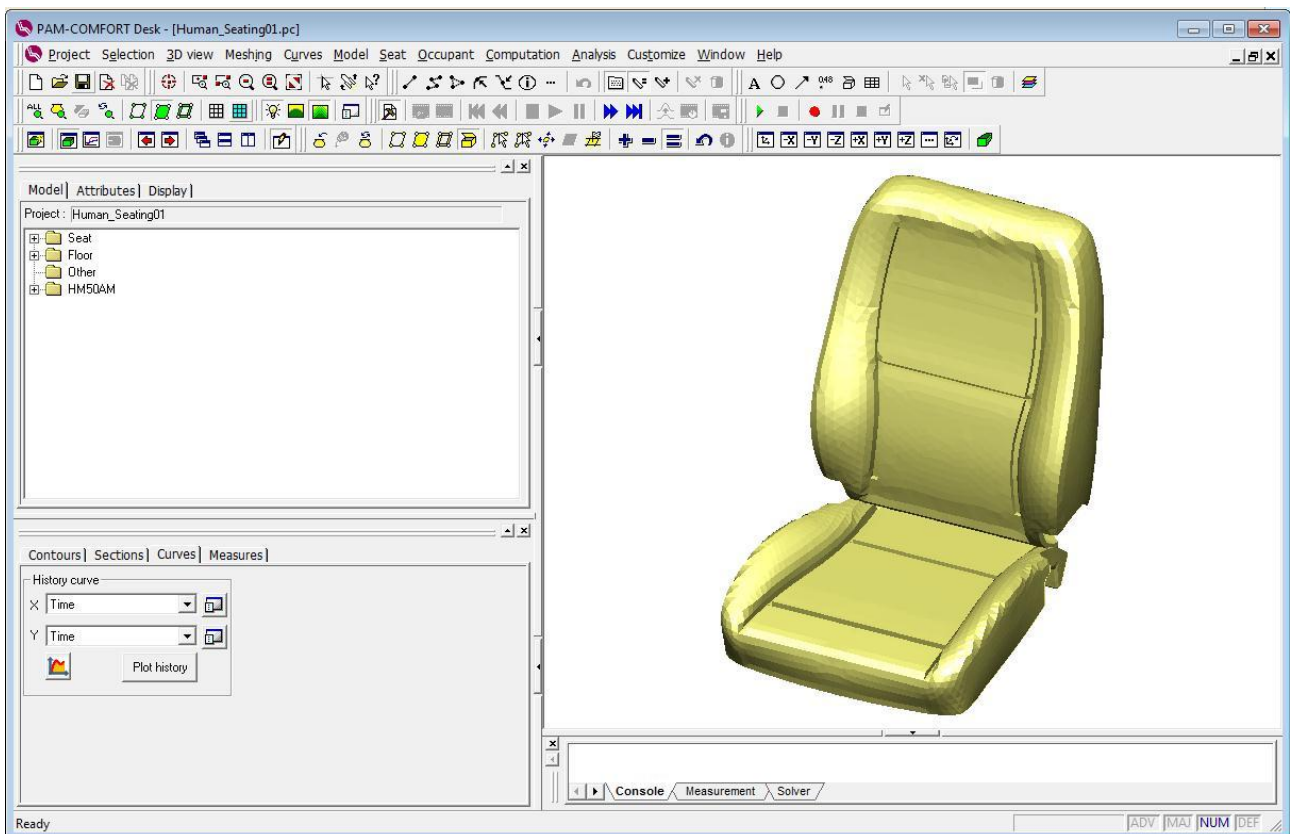 PAM-COMFORT Desk - [Human_Seating01.pc]
Project Selection 3D view Meshing Curves Model Seat Occupant Computation Analysis Customize Window Help
ALL
-X -Y -Z +X +Y +Z
Model Attributes Display
Project : Human_Seating01
Seat
Floor
Other
HM50AM
Contours Sections Curves Measures
History curve
X Time
Y Time
Plot history
Console Measurement Solver
Ready
ADV MAJ NUM DEF